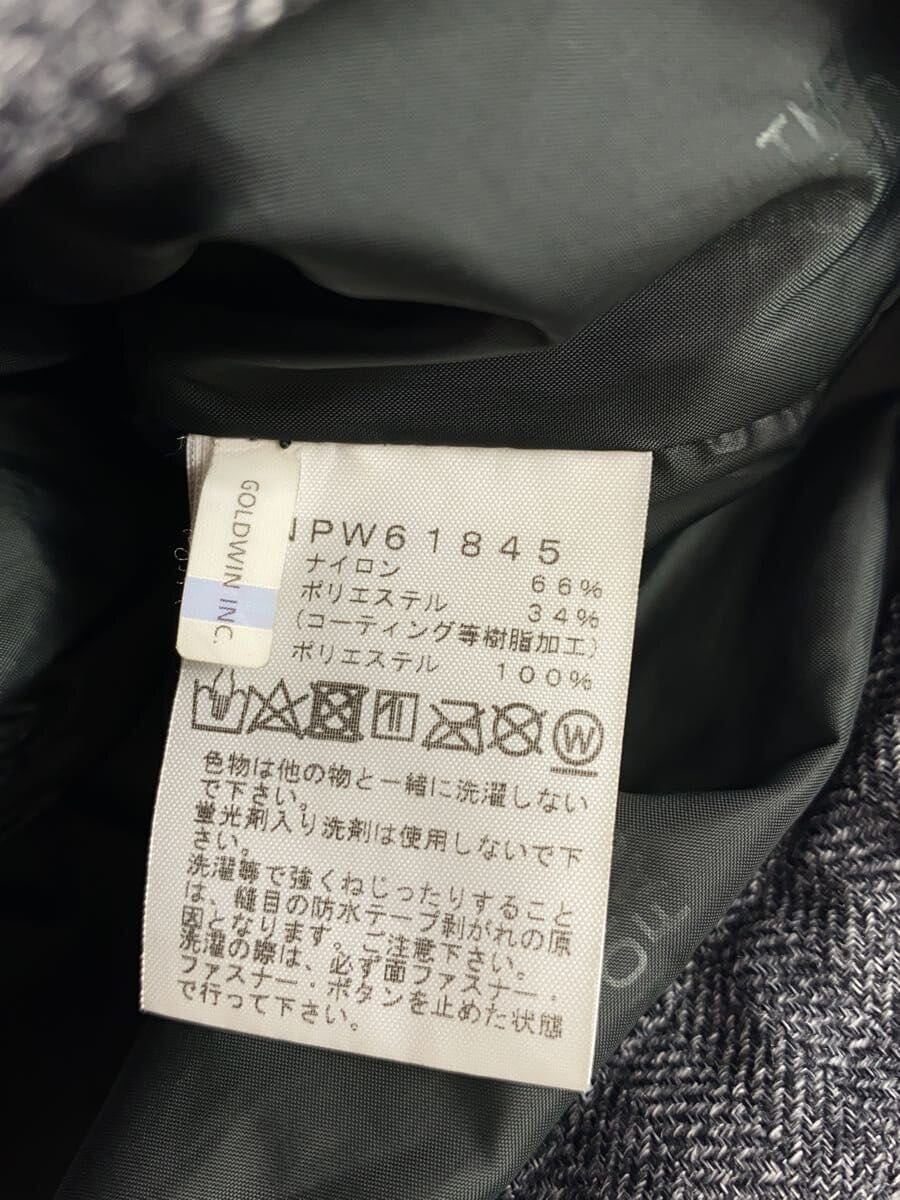 GOLDWIN INC.
NPW61845
ナイロン 66%
ポリエステル 34%
(コーティング等樹脂加工)
ポリエステル 100%
W
色物は他の物と一緒に洗濯しない
で下さい。
蛍光剤入り洗剤は使用しないで下
さい。
洗濯等で強くねじったりすること
は、縫目の防水テープ剥がれの原
因となります。ご注意下さい。
洗濯の際は、必ず面ファスナー・
ファスナー・ボタンを止めた状態
で行って下さい。